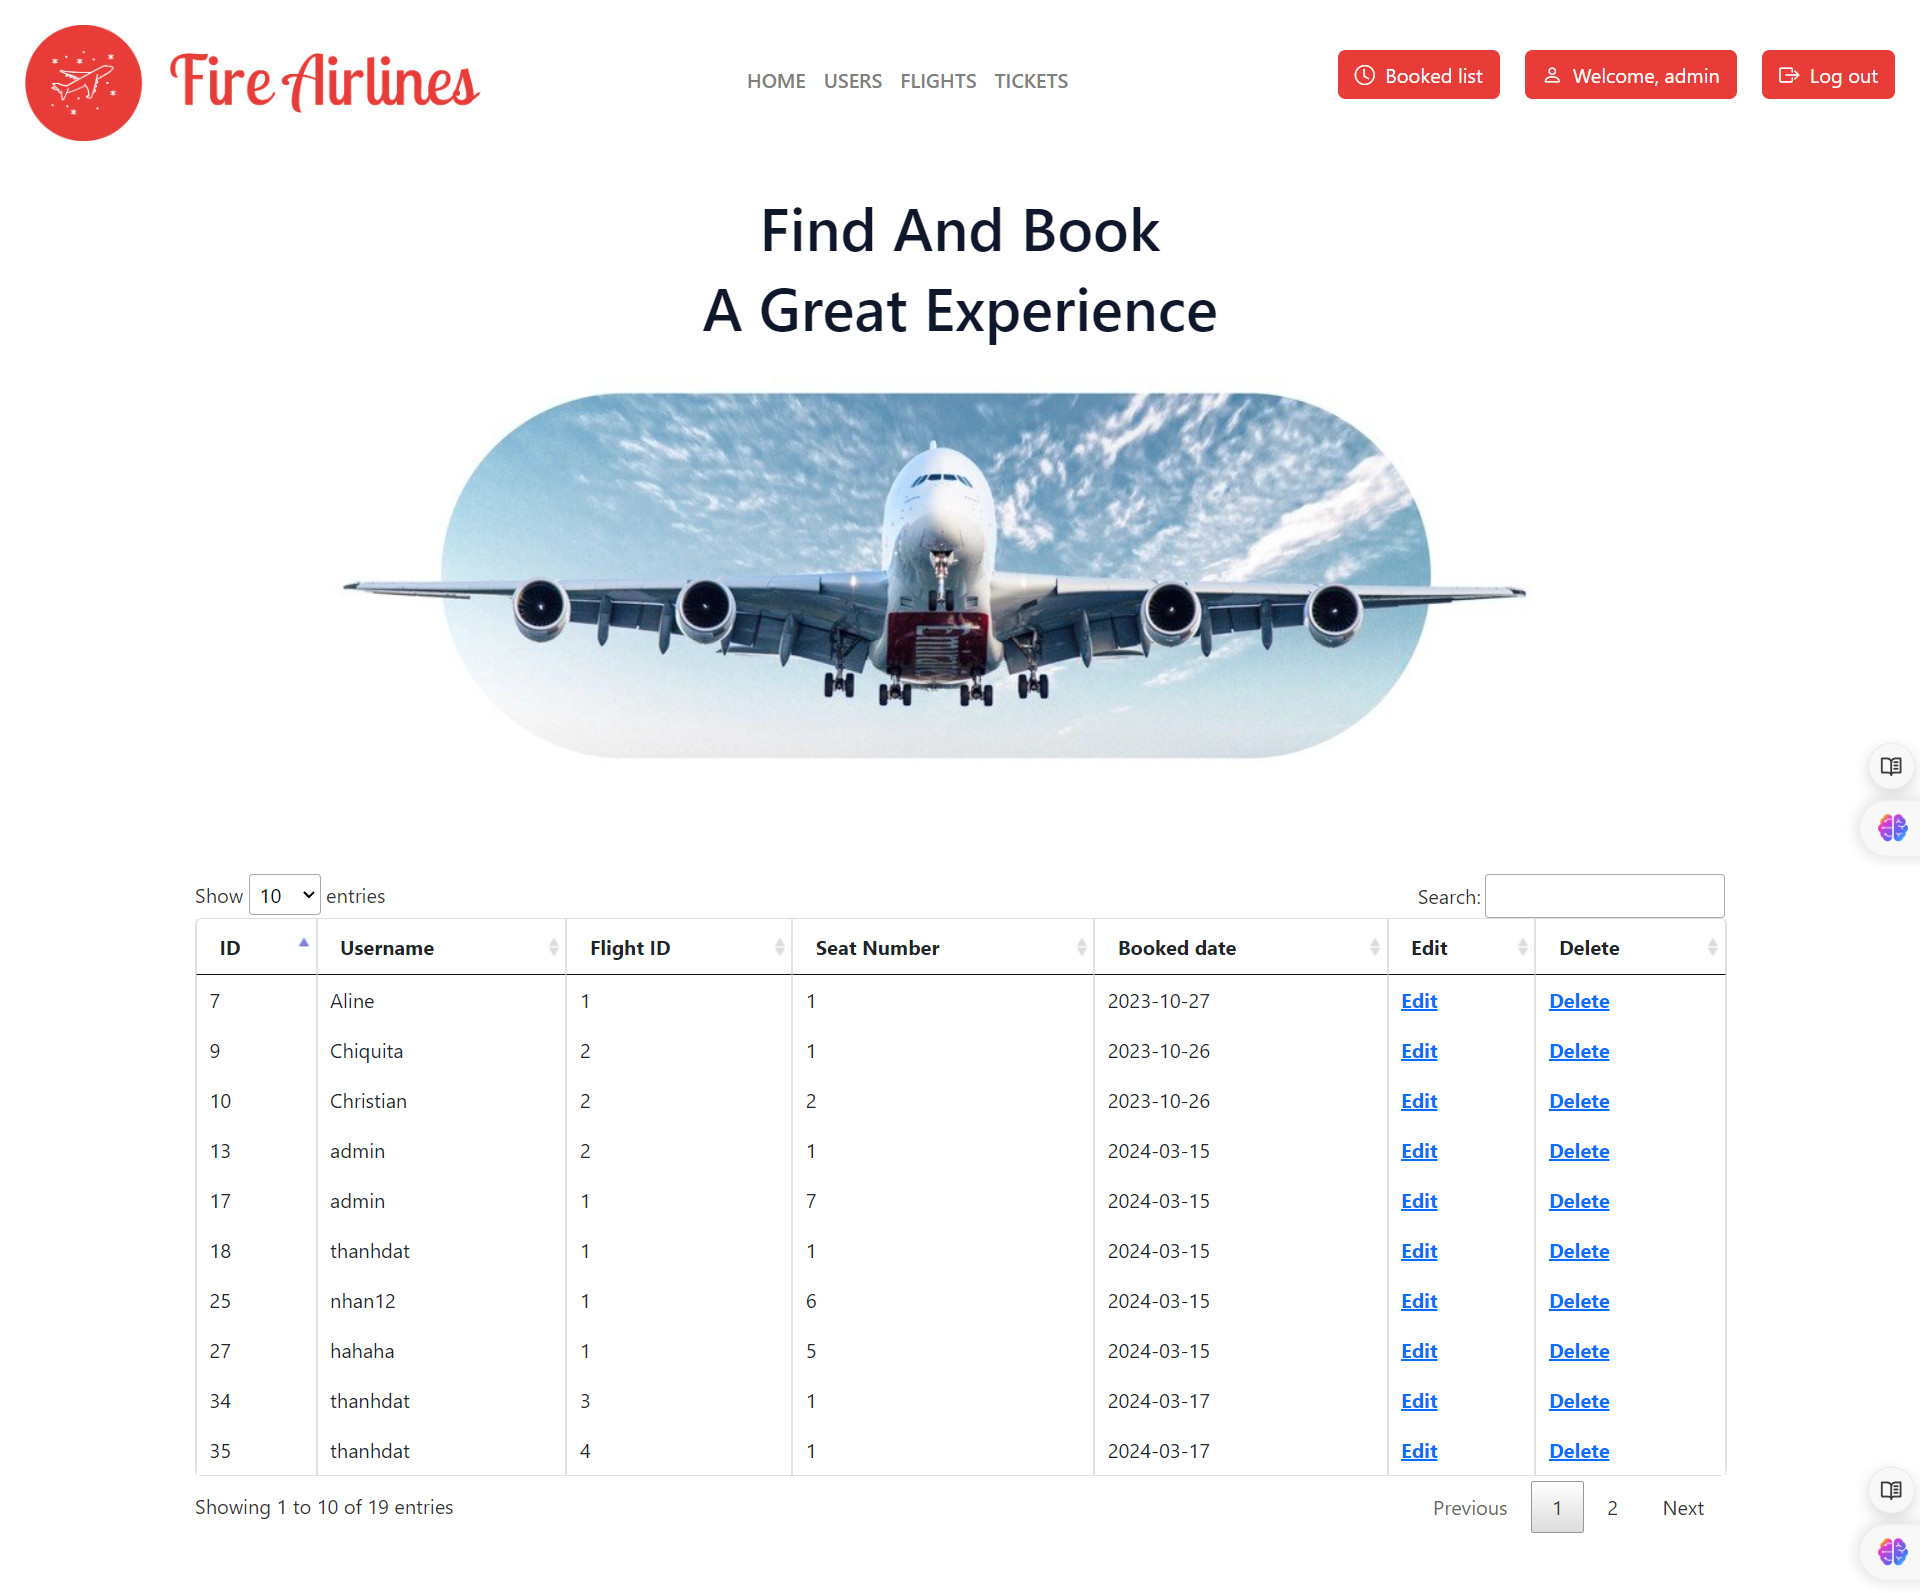 Fire Airlines
HOME USERS FLIGHTS TICKETS
Booked list
Welcome, admin
Log out
Find And Book
A Great Experience
Show 10 entries
Search:
ID Username Flight ID Seat Number Booked date Edit Delete
7 Aline 1 1 2023-10-27 Edit Delete
9 Chiquita 2 1 2023-10-26 Edit Delete
10 Christian 2 2 2023-10-26 Edit Delete
13 admin 2 1 2024-03-15 Edit Delete
17 admin 1 7 2024-03-15 Edit Delete
18 thanhdat 1 1 2024-03-15 Edit Delete
25 nhan12 1 6 2024-03-15 Edit Delete
27 hahaha 1 5 2024-03-15 Edit Delete
34 thanhdat 3 1 2024-03-17 Edit Delete
35 thanhdat 4 1 2024-03-17 Edit Delete
Showing 1 to 10 of 19 entries
Previous 1 2 Next